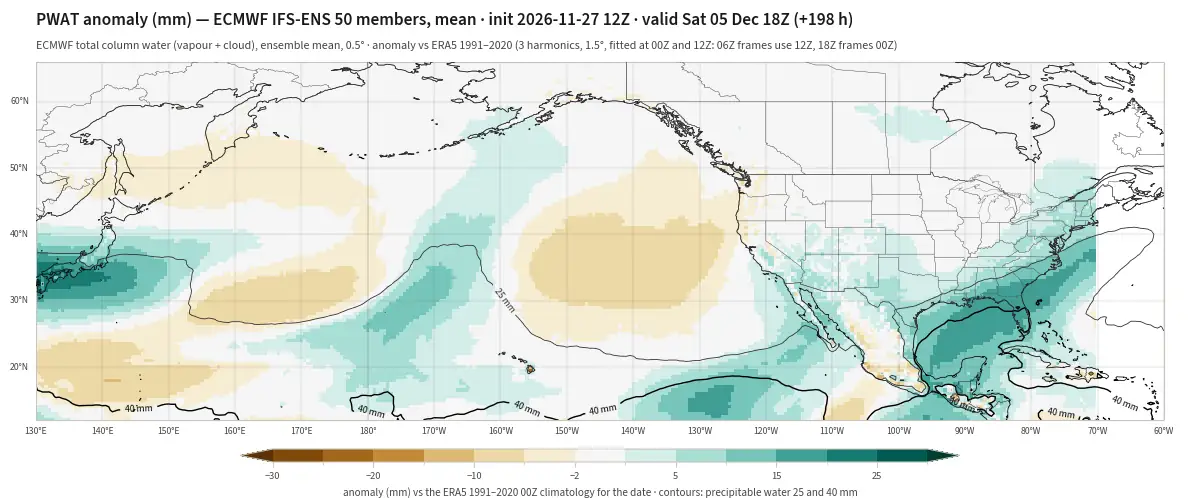 PWAT anomaly (mm) — ECMWF IFS-ENS 50 members, mean · init 2026-11-27 12Z · valid Sat 05 Dec 18Z (+198 h)
ECMWF total column water (vapour + cloud), ensemble mean, 0.5° · anomaly vs ERA5 1991–2020 (3 harmonics, 1.5°, fitted at 00Z and 12Z: 06Z frames use 12Z, 18Z frames 00Z)
60°N
50°N
40°N
30°N
20°N
25 mm
40 mm
40 mm
40 mm
40 mm
40 mm
40 mm
130°E 140°E 150°E 160°E 170°E 180° 170°W 160°W 150°W 140°W 130°W 120°W 110°W 100°W 90°W 80°W 70°W 60°W
−30 −20 −10 −2 5 15 25
anomaly (mm) vs the ERA5 1991–2020 00Z climatology for the date · contours: precipitable water 25 and 40 mm